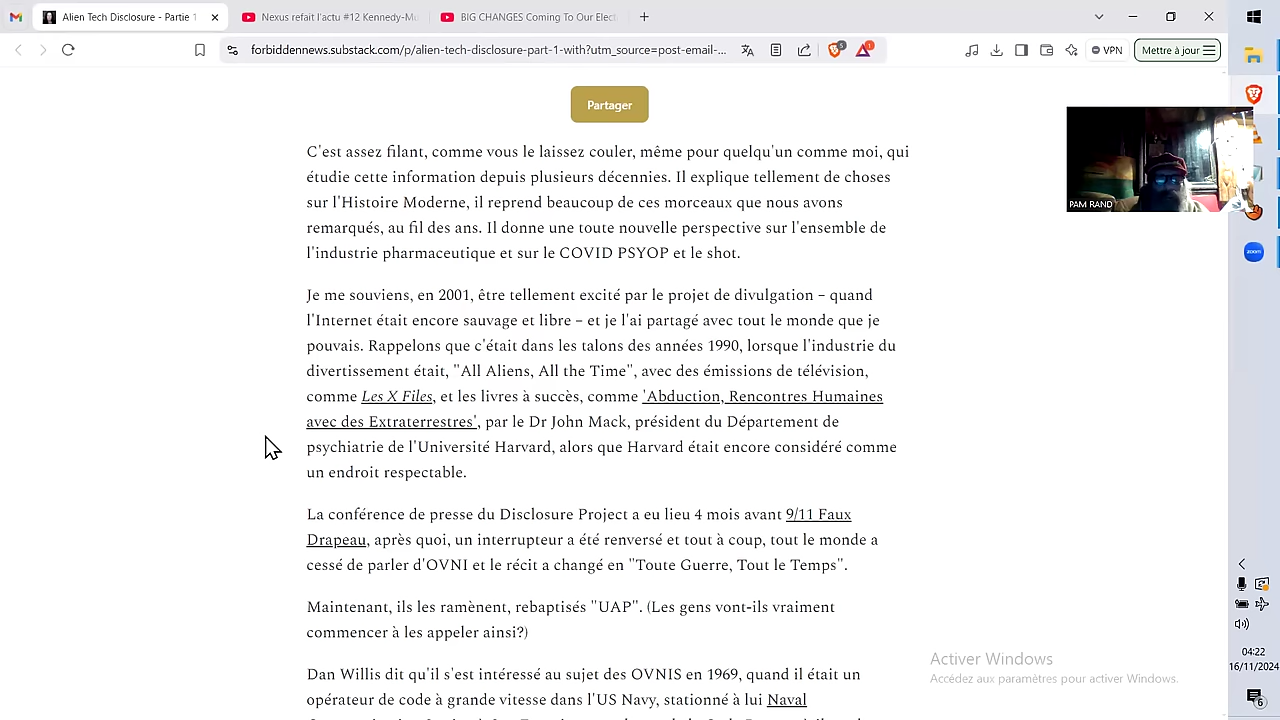 Alien Tech Disclosure - Partie 1
Nexus refait l'actu #12 Kennedy-Mu
BIG CHANGES Coming To Our Elect
forbiddennews.substack.com/p/alien-tech-disclosure-part-1-with?utm_source=post-email-...
5
1
VPN
Mettre à jour
Partager
C'est assez filant, comme vous le laissez couler, même pour quelqu'un comme moi, qui
étudie cette information depuis plusieurs décennies. Il explique tellement de choses
sur l'Histoire Moderne, il reprend beaucoup de ces morceaux que nous avons
remarqués, au fil des ans. Il donne une toute nouvelle perspective sur l'ensemble de
l'industrie pharmaceutique et sur le COVID PSYOP et le shot.
Je me souviens, en 2001, être tellement excité par le projet de divulgation – quand
l'Internet était encore sauvage et libre – et je l'ai partagé avec tout le monde que je
pouvais. Rappelons que c'était dans les talons des années 1990, lorsque l'industrie du
divertissement était, "All Aliens, All the Time", avec des émissions de télévision,
comme Les X Files, et les livres à succès, comme 'Abduction, Rencontres Humaines
avec des Extraterrestres', par le Dr John Mack, président du Département de
psychiatrie de l'Université Harvard, alors que Harvard était encore considéré comme
un endroit respectable.
La conférence de presse du Disclosure Project a eu lieu 4 mois avant 9/11 Faux
Drapeau, après quoi, un interrupteur a été renversé et tout à coup, tout le monde a
cessé de parler d'OVNI et le récit a changé en "Toute Guerre, Tout le Temps".
Maintenant, ils les ramènent, rebaptisés "UAP". (Les gens vont-ils vraiment
commencer à les appeler ainsi?)
Dan Willis dit qu'il s'est intéressé au sujet des OVNIS en 1969, quand il était un
opérateur de code à grande vitesse dans l'US Navy, stationné à lui Naval
PAM RAND
zoom
Activer Windows
Accédez aux paramètres pour activer Windows.
04:22
16/11/2024
6